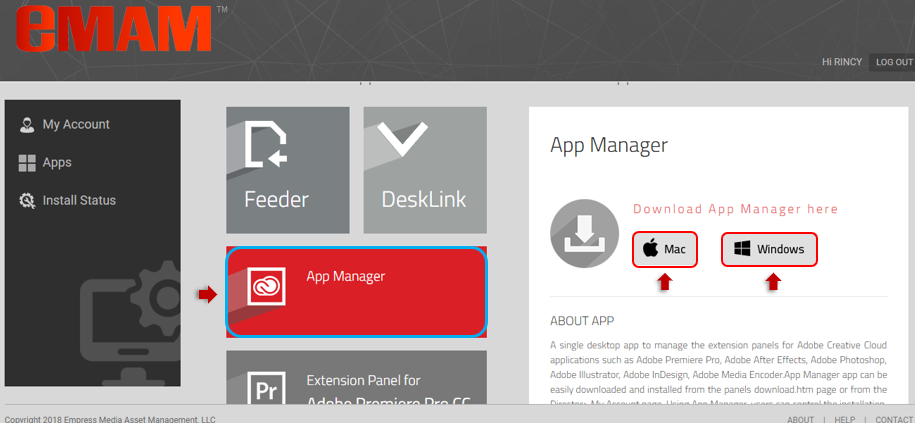 eMAM TM
Hi RINCY
LOG OUT
My Account
Apps
Install Status
Feeder
DeskLink
App Manager
Extension Panel for
Adobe Premiere Pro CC
App Manager
Download App Manager here
Mac
Windows
ABOUT APP
A single desktop app to manage the extension panels for Adobe Creative Cloud
applications such as Adobe Premiere Pro, Adobe After Effects, Adobe Photoshop,
Adobe Illustrator, Adobe InDesign, Adobe Media Encoder.App Manager app can be
easily downloaded and installed from the panels download.htm page or from the
Director, My Account page. Using App Manager, users can control the installation,
Copyright 2018 Empress Media Asset Management, LLC
ABOUT | HELP | CONTACT